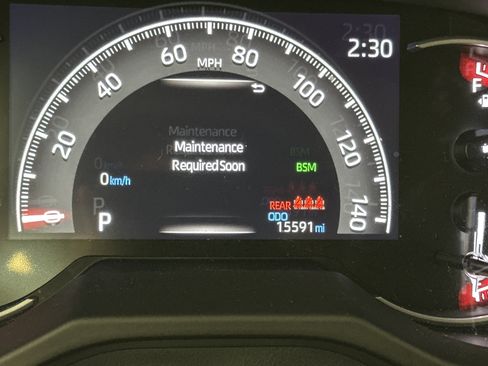 2:30
60
80
MPH
40
100
20
120
0
140
Maintenance
Maintenance
Required Soon
BSM
0 km/h
REAR
P
ODO
15591 mi
F